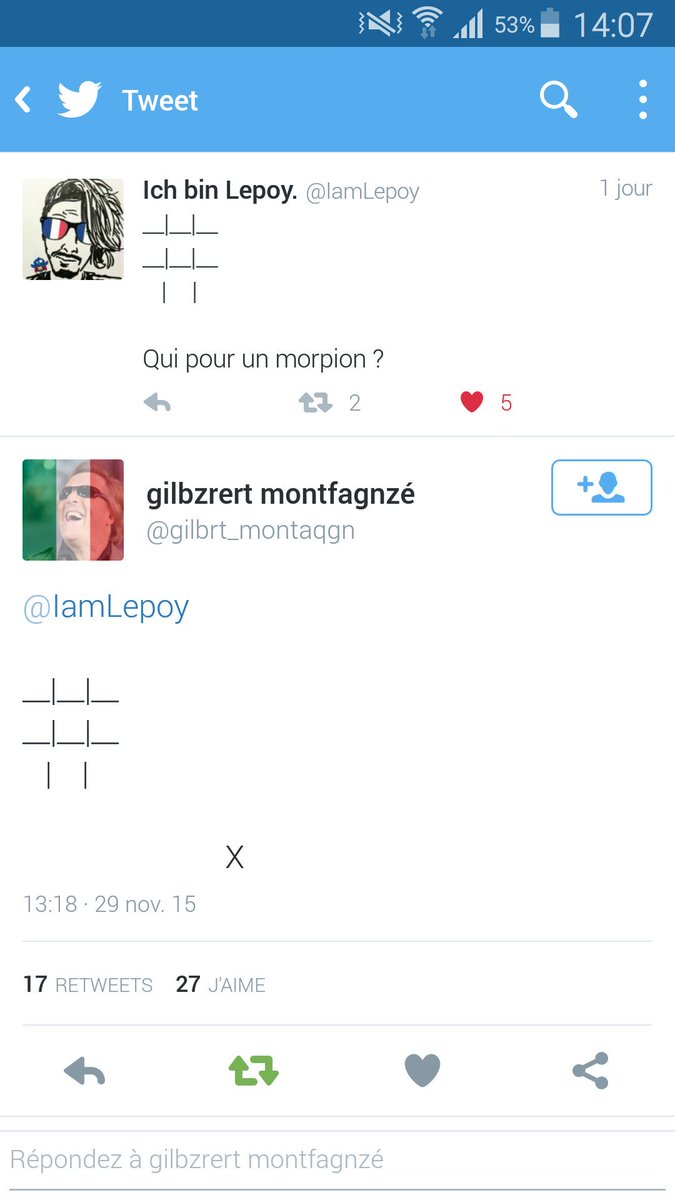 53% 14:07
Tweet
Ich bin Lepoy. @IamLepoy 1 jour
__|__|__
__|__|__
| |
Qui pour un morpion ?
2 5
gilbzrert montfagnzé
@gilbrt_montaqgn
@IamLepoy
__|__|__
__|__|__
| |
X
13:18 · 29 nov. 15
17 RETWEETS 27 J'AIME
Répondez à gilbzrert montfagnzé